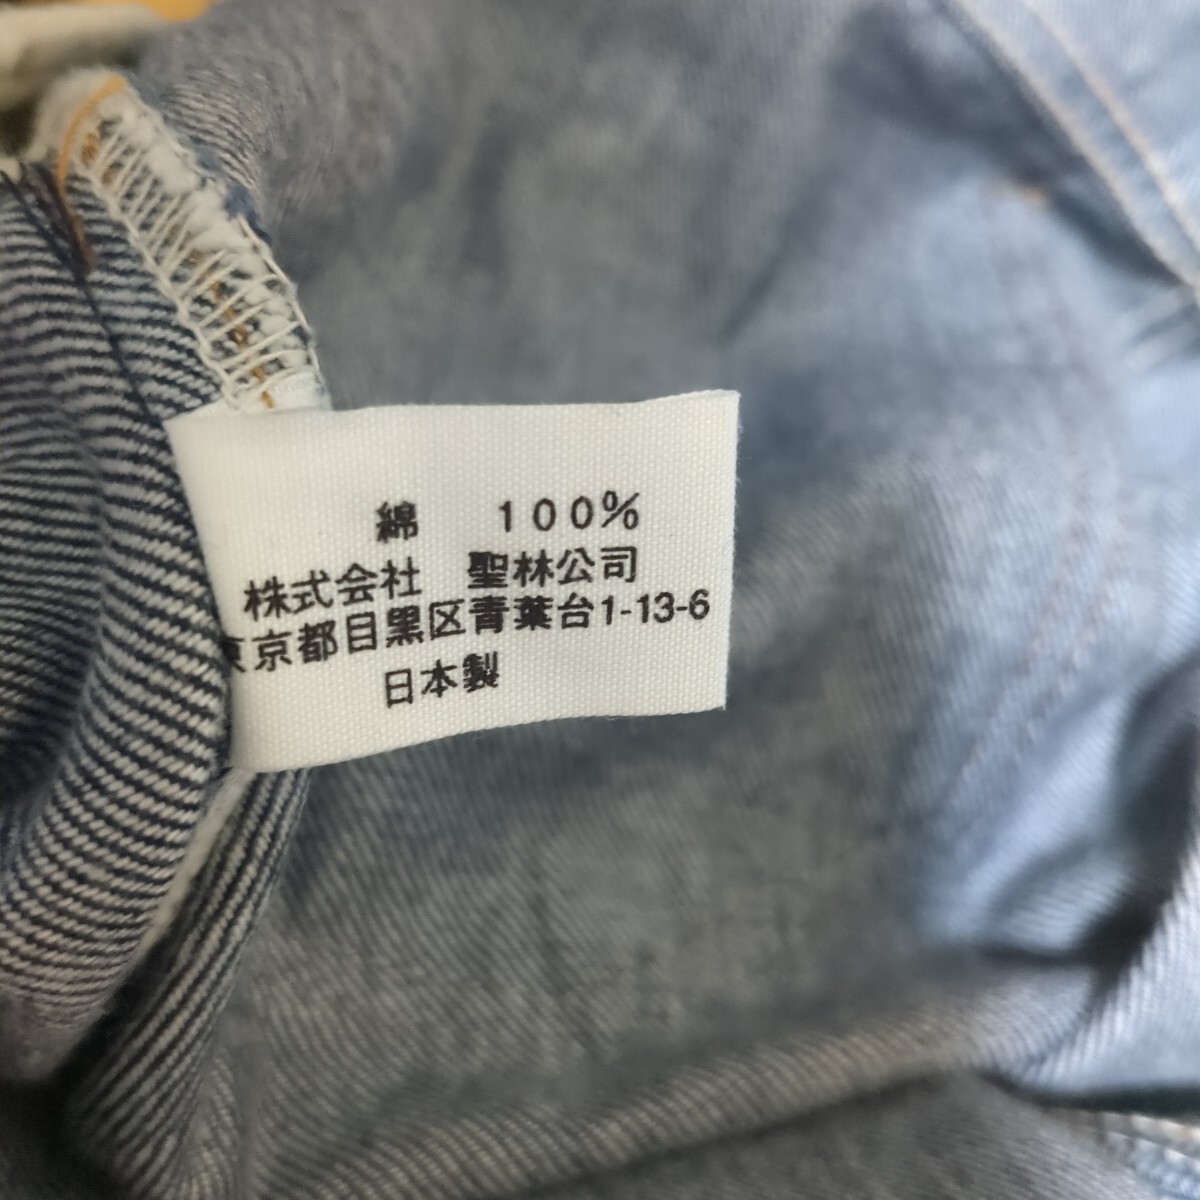 綿　100%
株式会社　聖林公司
東京都目黒区青葉台1-13-6
日本製